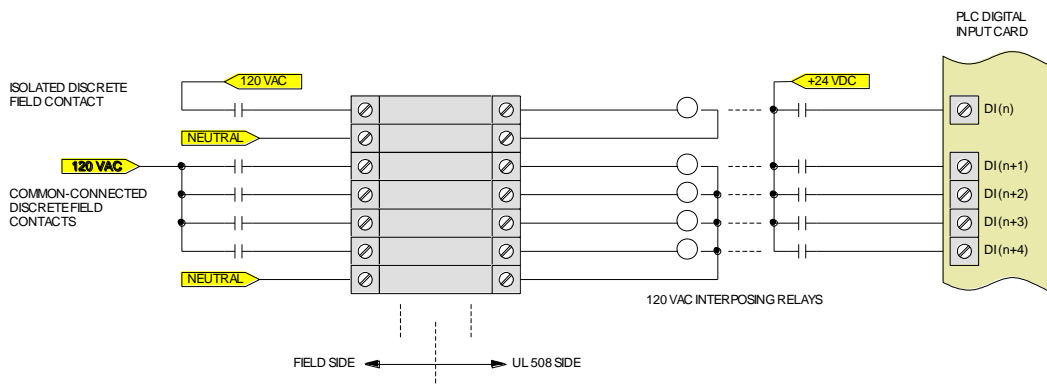 PLC DIGITAL
INPUT CARD
120 VAC
+24 VDC
ISOLATED DISCRETE
FIELD CONTACT
DI(n)
NEUTRAL
120 VAC
DI(n+1)
COMMON-CONNECTED
DISCRETE FIELD
CONTACTS
DI(n+2)
DI(n+3)
DI(n+4)
NEUTRAL
120 VAC INTERPOSING RELAYS
FIELD SIDE
UL 508 SIDE